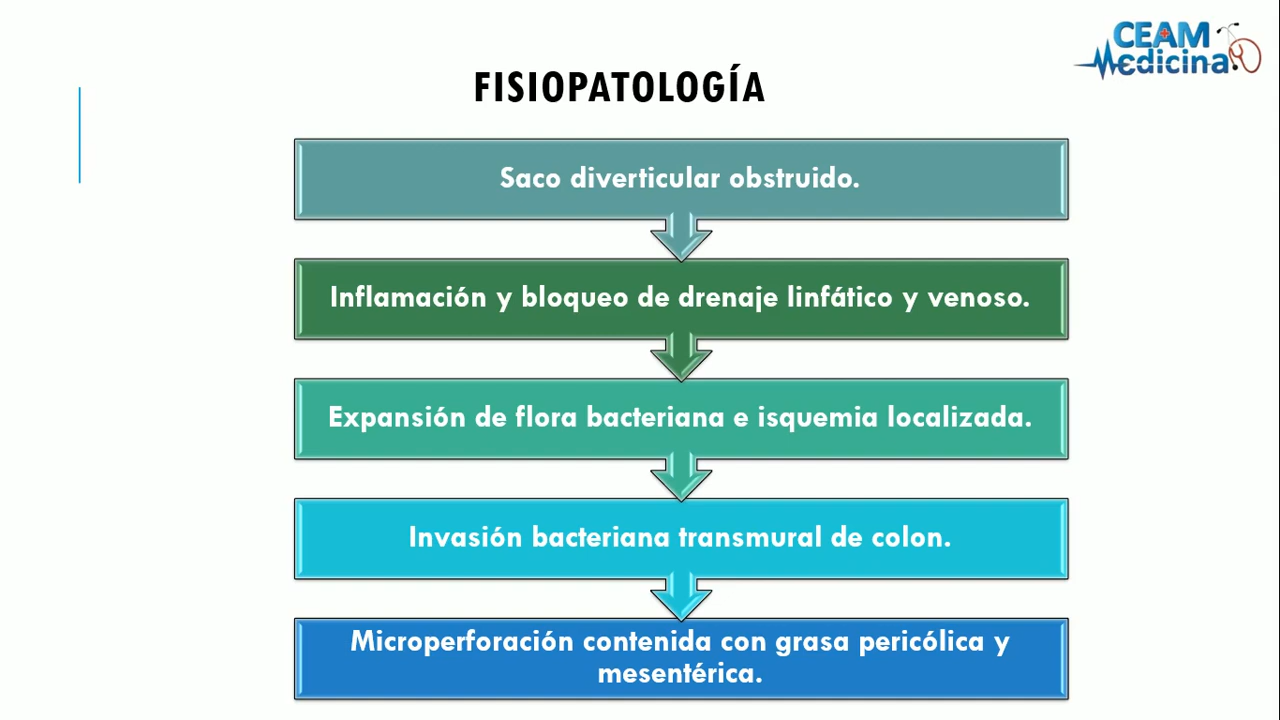 CEAM
Medicina
FISIOPATOLOGÍA
Saco diverticular obstruido.
Inflamación y bloqueo de drenaje linfático y venoso.
Expansión de flora bacteriana e isquemia localizada.
Invasión bacteriana transmural de colon.
Microperforación contenida con grasa pericólica y
mesentérica.